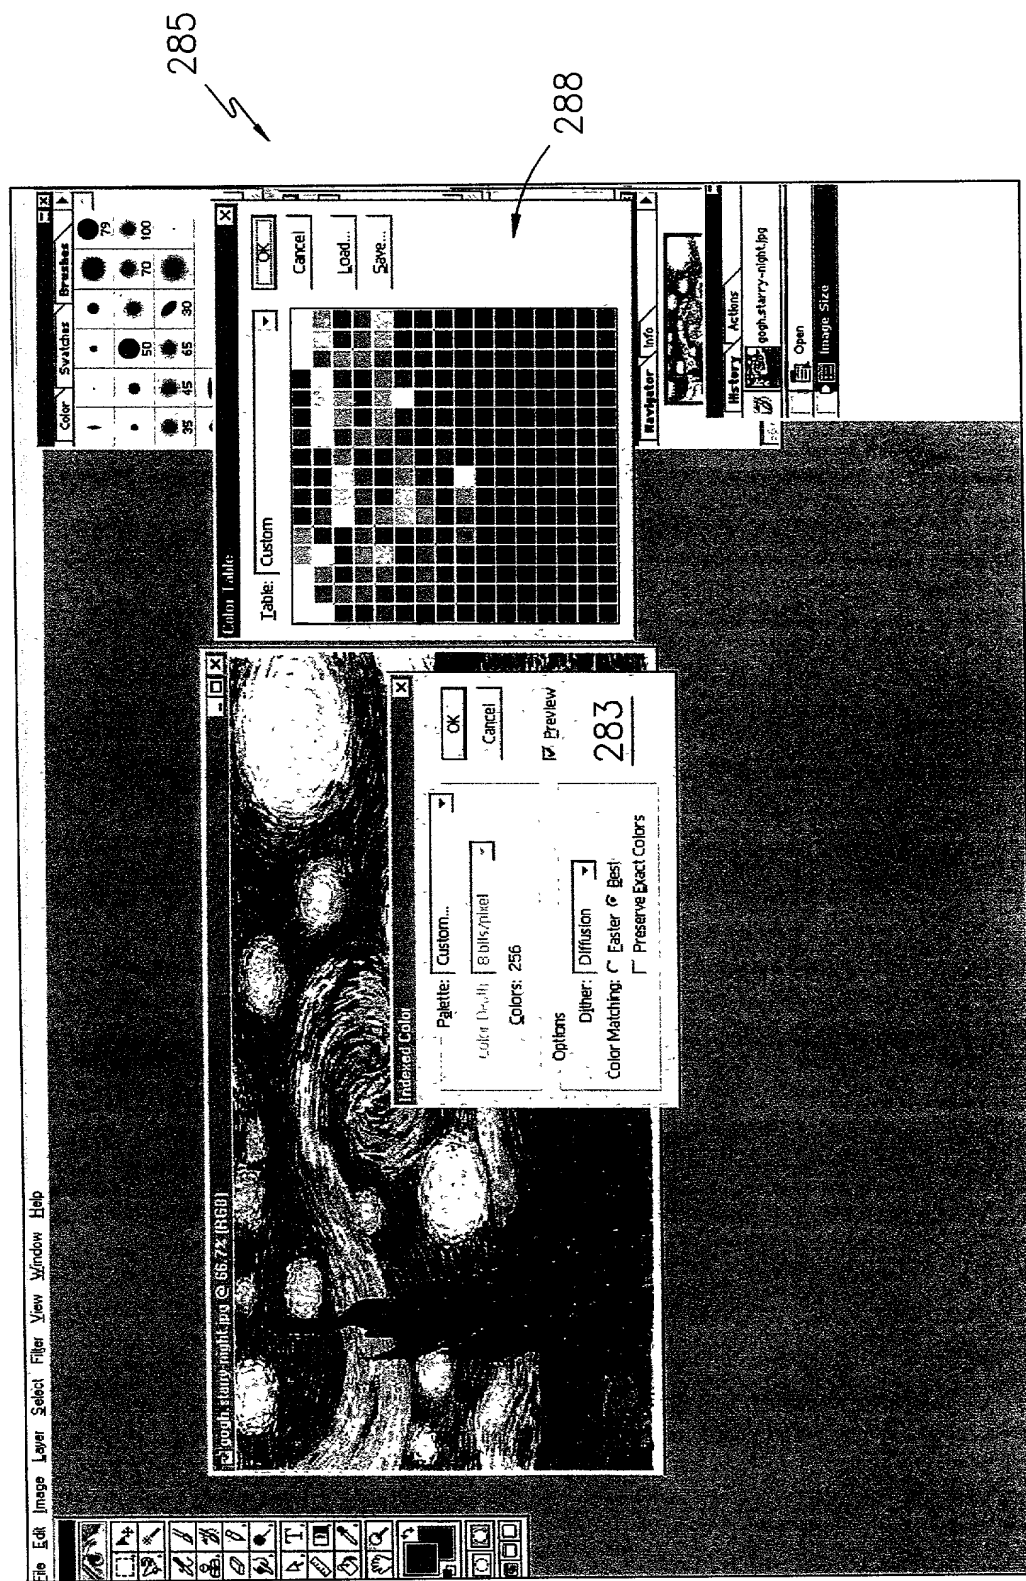 File Edit Image Layer Select Filter View Window Help
gogh.starry-night.jpg @ 66.7% (RGB)
Indexed Color
Palette: Custom...
Color Depth: 8 bits/pixel
Colors: 256
Options
Dither: Diffusion
Color Matching: Faster Best
Preserve Exact Colors
OK
Cancel
Preview
283
Color Table
Table: Custom
OK
Cancel
Load...
Save...
Color Swatches Brushes
79
35 45 50 70 100
65 30
Navigator Info
History Actions
gogh.starry-night.jpg
Open
Image Size
285
288